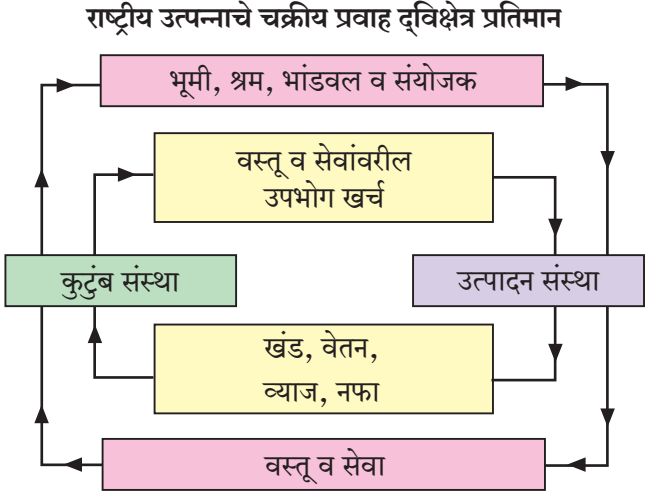 राष्ट्रीय उत्पन्नाचे चक्रीय प्रवाह द्‌विक्षेत्र प्रतिमान
भूमी, श्रम, भांडवल व संयोजक
वस्तू व सेवांवरील
उपभोग खर्च
कुटुंब संस्था
उत्पादन संस्था
खंड, वेतन,
व्याज, नफा
वस्तू व सेवा